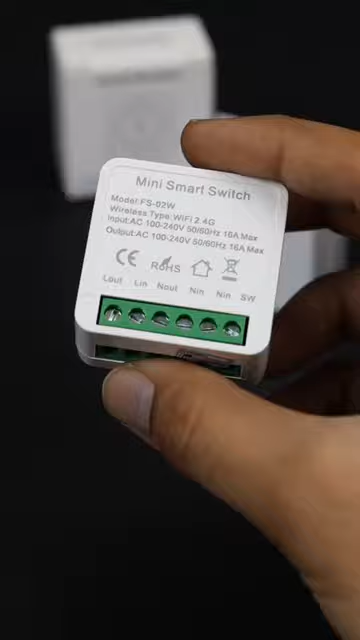 Mini Smart Switch
Model:FS-02W
Wireless Type:WiFi 2.4G
Input:AC 100-240V 50/60Hz 16A Max
Output:AC 100-240V 50/60Hz 16A Max
CE RoHS
Lout Lin Nout Nin Nin SW